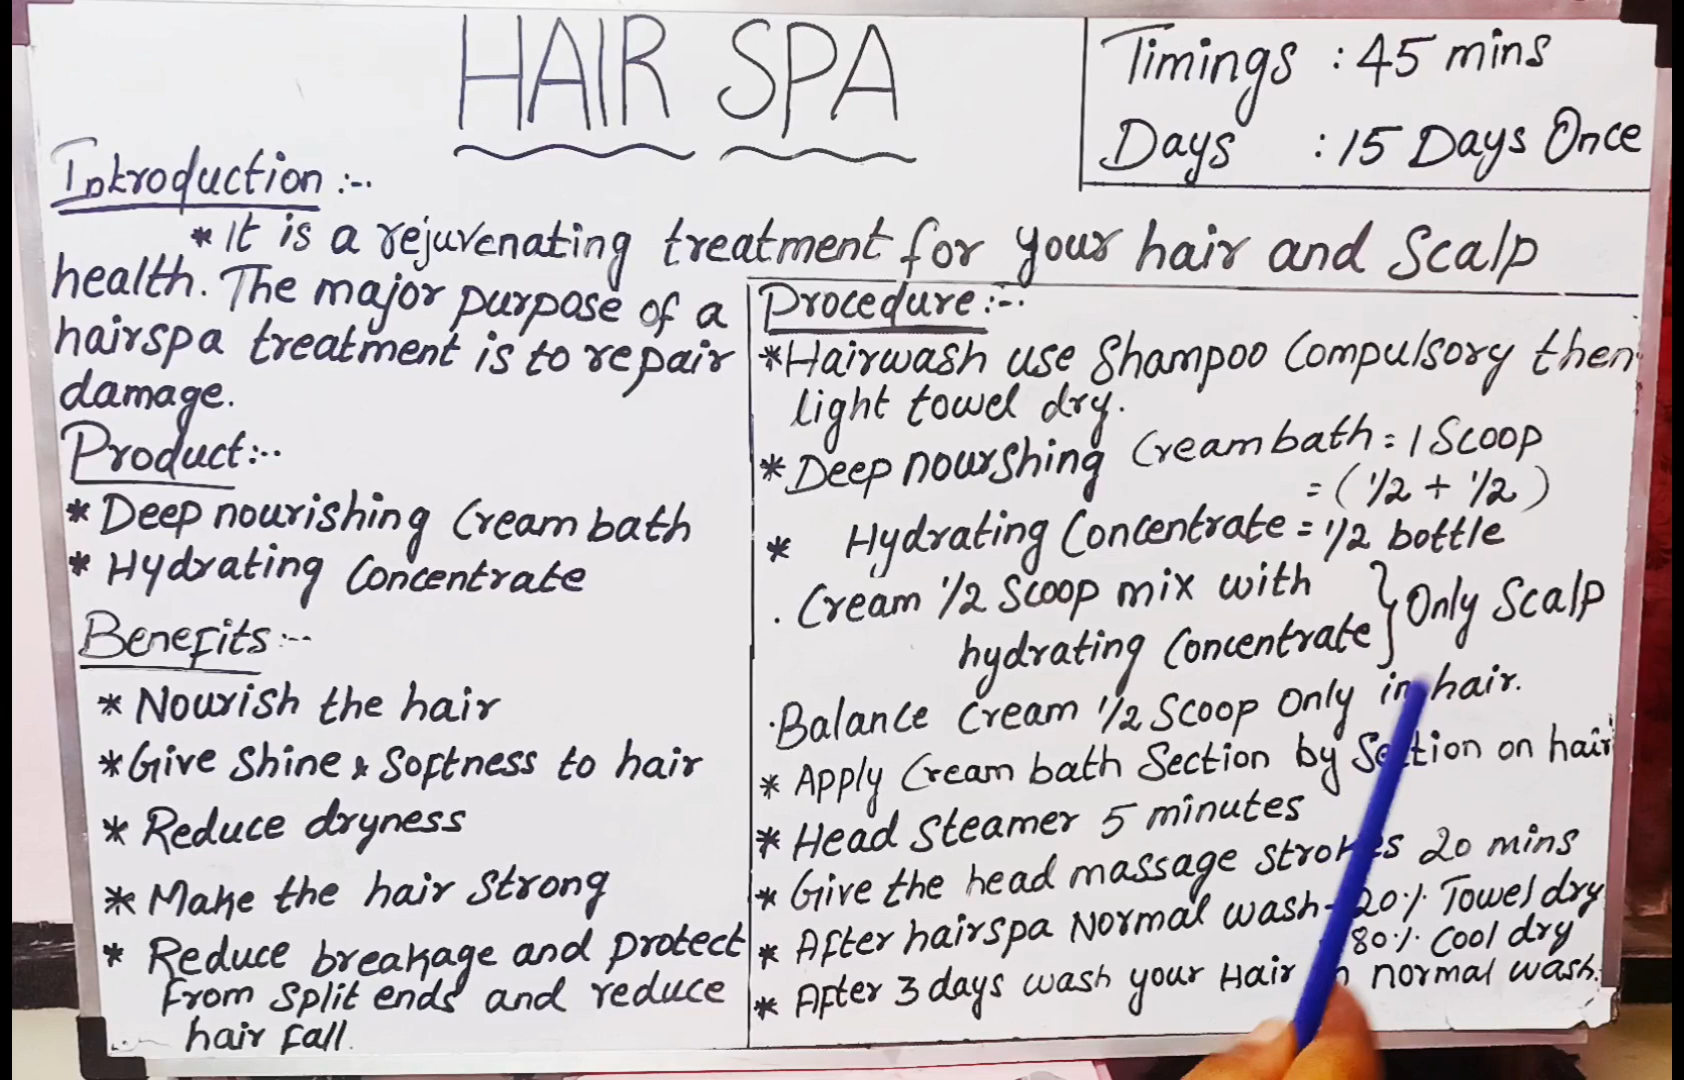 HAIR SPA
Timings : 45 mins
Days : 15 Days Once
Introduction :-
* It is a rejuvenating treatment for your hair and Scalp
health. The major purpose of a
hairspa treatment is to repair
damage.
Product:-
* Deep nourishing Cream bath
* Hydrating Concentrate
Benefits:-
* Nourish the hair
* Give Shine & Softness to hair
* Reduce dryness
* Make the hair strong
* Reduce breakage and protect
from split ends and reduce
hair fall.
Procedure:-
* Hairwash use Shampoo Compulsory then
light towel dry.
* Deep nourshing Cream bath = 1 Scoop
= (1/2 + 1/2)
* Hydrating Concentrate = 1/2 bottle
. Cream 1/2 Scoop mix with
hydrating Concentrate } Only Scalp
. Balance Cream 1/2 Scoop Only in hair.
* Apply Cream bath Section by Section on hair
* Head Steamer 5 minutes
* Give the head massage strokes 20 mins
* After hairspa Normal wash - 20% Towel dry
- 80% Cool dry
* After 3 days wash your Hair in normal wash.